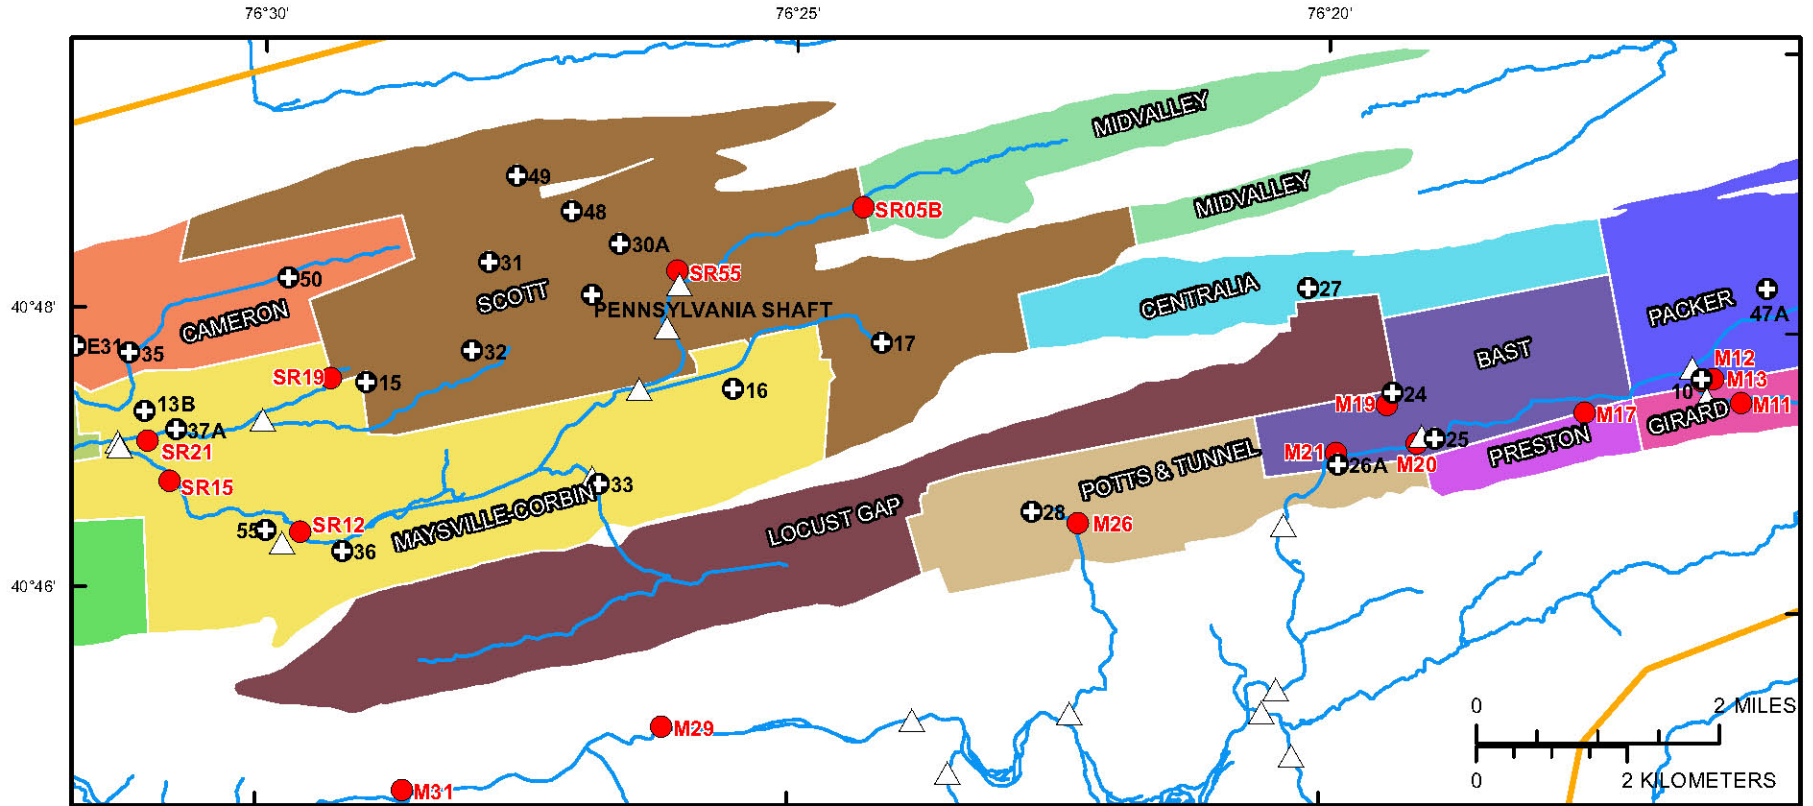 76°30'
76°25'
76°20'
MIDVALLEY
49
MIDVALLEY
48
SR05B
30A
31
SR55
50
SCOTT
27
CENTRALIA
40°48'
PENNSYLVANIA SHAFT
PACKER
47A
CAMERON
E31
35
32
17
BAST
M12
SR19
15
M13
10
16
24
M19
M11
13B
M17
GIRARD
37A
25
PRESTON
SR21
M21
M20
26A
SR15
33
POTTS & TUNNEL
MAYSVILLE-CORBIN
LOCUST GAP
28
M26
55
SR12
36
40°46'
0
2 MILES
M29
0
2 KILOMETERS
M31